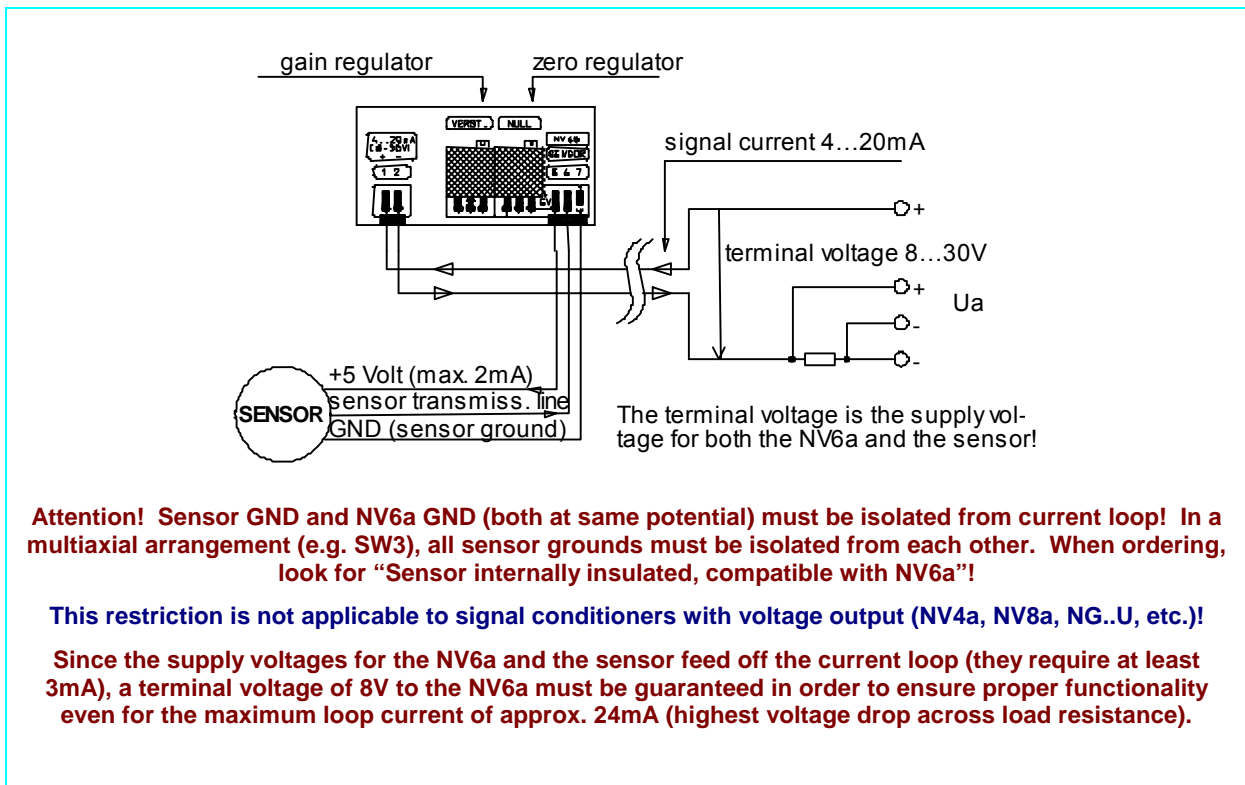 gain regulator
zero regulator
VERST.
NULL
signal current 4…20mA
+ -
1 2
5 6 7
+
terminal voltage 8…30V
+
Ua
-
-
+5 Volt (max. 2mA)
sensor transmiss. line
SENSOR
GND (sensor ground)
The terminal voltage is the supply vol-
tage for both the NV6a and the sensor!
Attention! Sensor GND and NV6a GND (both at same potential) must be isolated from current loop! In a
multiaxial arrangement (e.g. SW3), all sensor grounds must be isolated from each other. When ordering,
look for “Sensor internally insulated, compatible with NV6a”!
This restriction is not applicable to signal conditioners with voltage output (NV4a, NV8a, NG..U, etc.)!
Since the supply voltages for the NV6a and the sensor feed off the current loop (they require at least
3mA), a terminal voltage of 8V to the NV6a must be guaranteed in order to ensure proper functionality
even for the maximum loop current of approx. 24mA (highest voltage drop across load resistance).